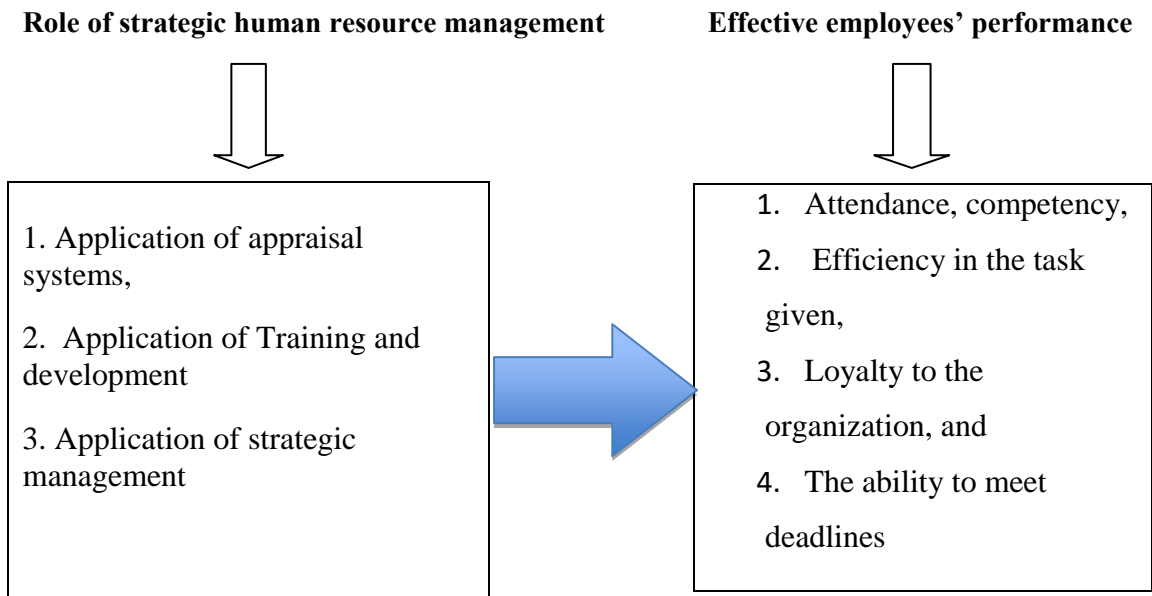 Role of strategic human resource management
Effective employees’ performance
1. Application of appraisal
systems,
2. Application of Training and
development
3. Application of strategic
management
1. Attendance, competency,
2. Efficiency in the task
given,
3. Loyalty to the
organization, and
4. The ability to meet
deadlines